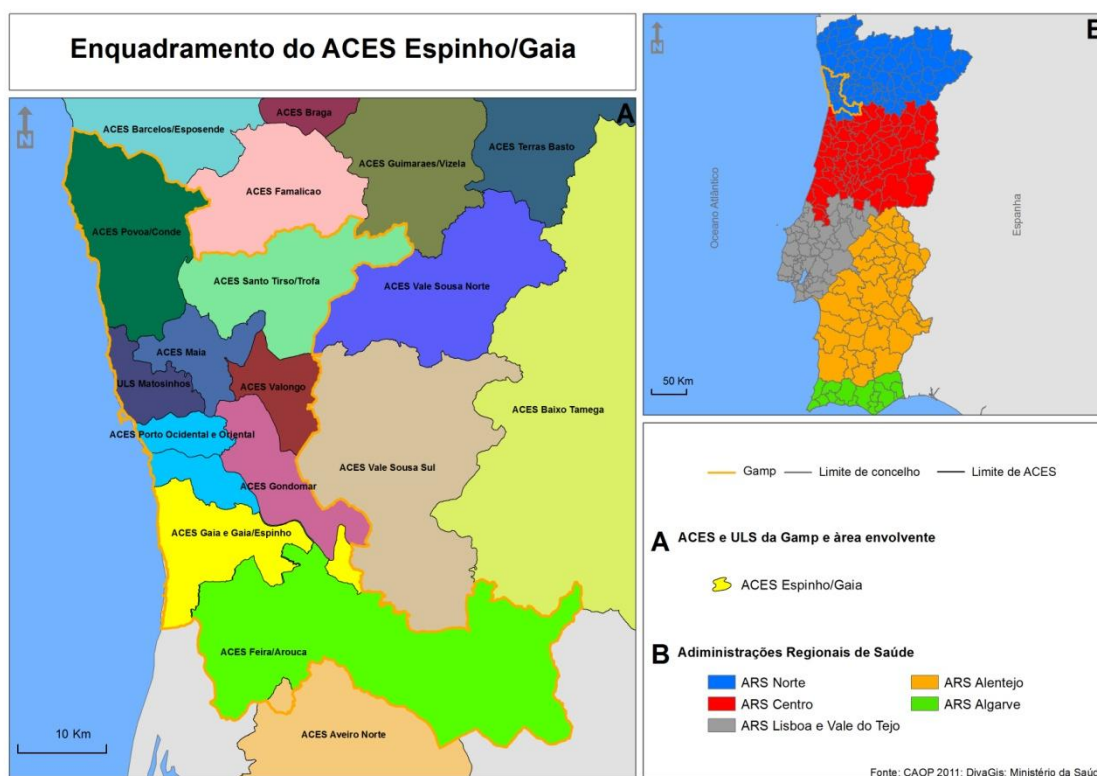 Enquadramento do ACES Espinho/Gaia
N
A
ACES Braga
ACES Barcelos/Esposende
ACES Terras Basto
ACES Guimaraes/Vizela
ACES Famalicao
ACES Povoa/Conde
ACES Santo Tirso/Trofa
ACES Vale Sousa Norte
ACES Maia
ULS Matosinhos
ACES Valongo
ACES Baixo Tamega
ACES Porto Ocidental e Oriental
ACES Vale Sousa Sul
ACES Gondomar
ACES Gaia e Gaia/Espinho
ACES Feira/Arouca
ACES Aveiro Norte
10 Km
N
Oceano Atlântico
Espanha
50 Km
Gamp
Limite de concelho
Limite de ACES
A ACES e ULS da Gamp e àrea envolvente
ACES Espinho/Gaia
B Adiministrações Regionais de Saúde
ARS Norte
ARS Alentejo
ARS Centro
ARS Algarve
ARS Lisboa e Vale do Tejo
Fonte: CAOP 2011; DivaGis; Ministério da